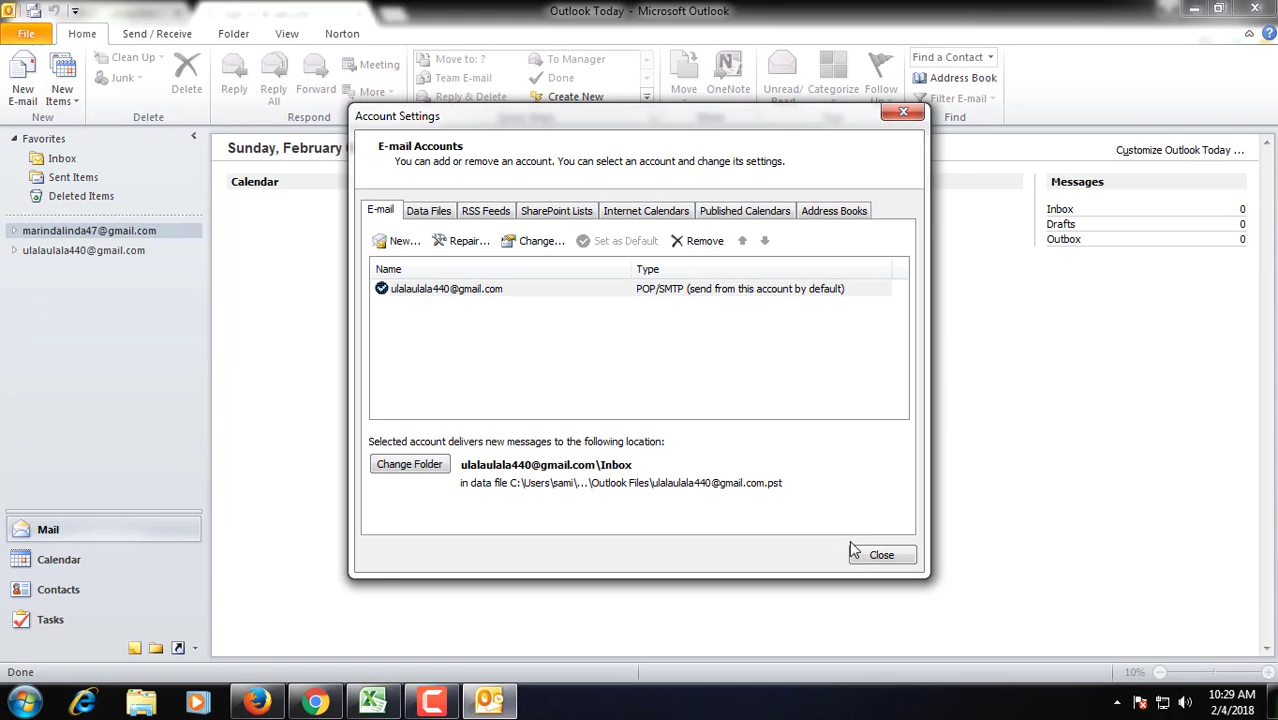 Outlook Today - Microsoft Outlook
File Home Send / Receive Folder View Norton
New E-mail
New Items
Clean Up
Junk
Delete
Reply
Reply All
Forward
Meeting
More
Move to: ?
Team E-mail
Reply & Delete
To Manager
Done
Create New
Move
OneNote
Unread/
Categorize
Follow Up
Find a Contact
Address Book
Filter E-mail
New Delete Respond Find
Favorites
Inbox
Sent Items
Deleted Items
marindalinda47@gmail.com
ulalaulala440@gmail.com
Mail
Calendar
Contacts
Tasks
Sunday, February
Customize Outlook Today ...
Calendar
Messages
Inbox 0
Drafts 0
Outbox 0
Account Settings
E-mail Accounts
You can add or remove an account. You can select an account and change its settings.
E-mail Data Files RSS Feeds SharePoint Lists Internet Calendars Published Calendars Address Books
New... Repair... Change... Set as Default Remove
Name Type
ulalaulala440@gmail.com POP/SMTP (send from this account by default)
Selected account delivers new messages to the following location:
Change Folder ulalaulala440@gmail.com\Inbox
in data file C:\Users\sami\...\Outlook Files\ulalaulala440@gmail.com.pst
Close
Done 10%
10:29 AM
2/4/2018